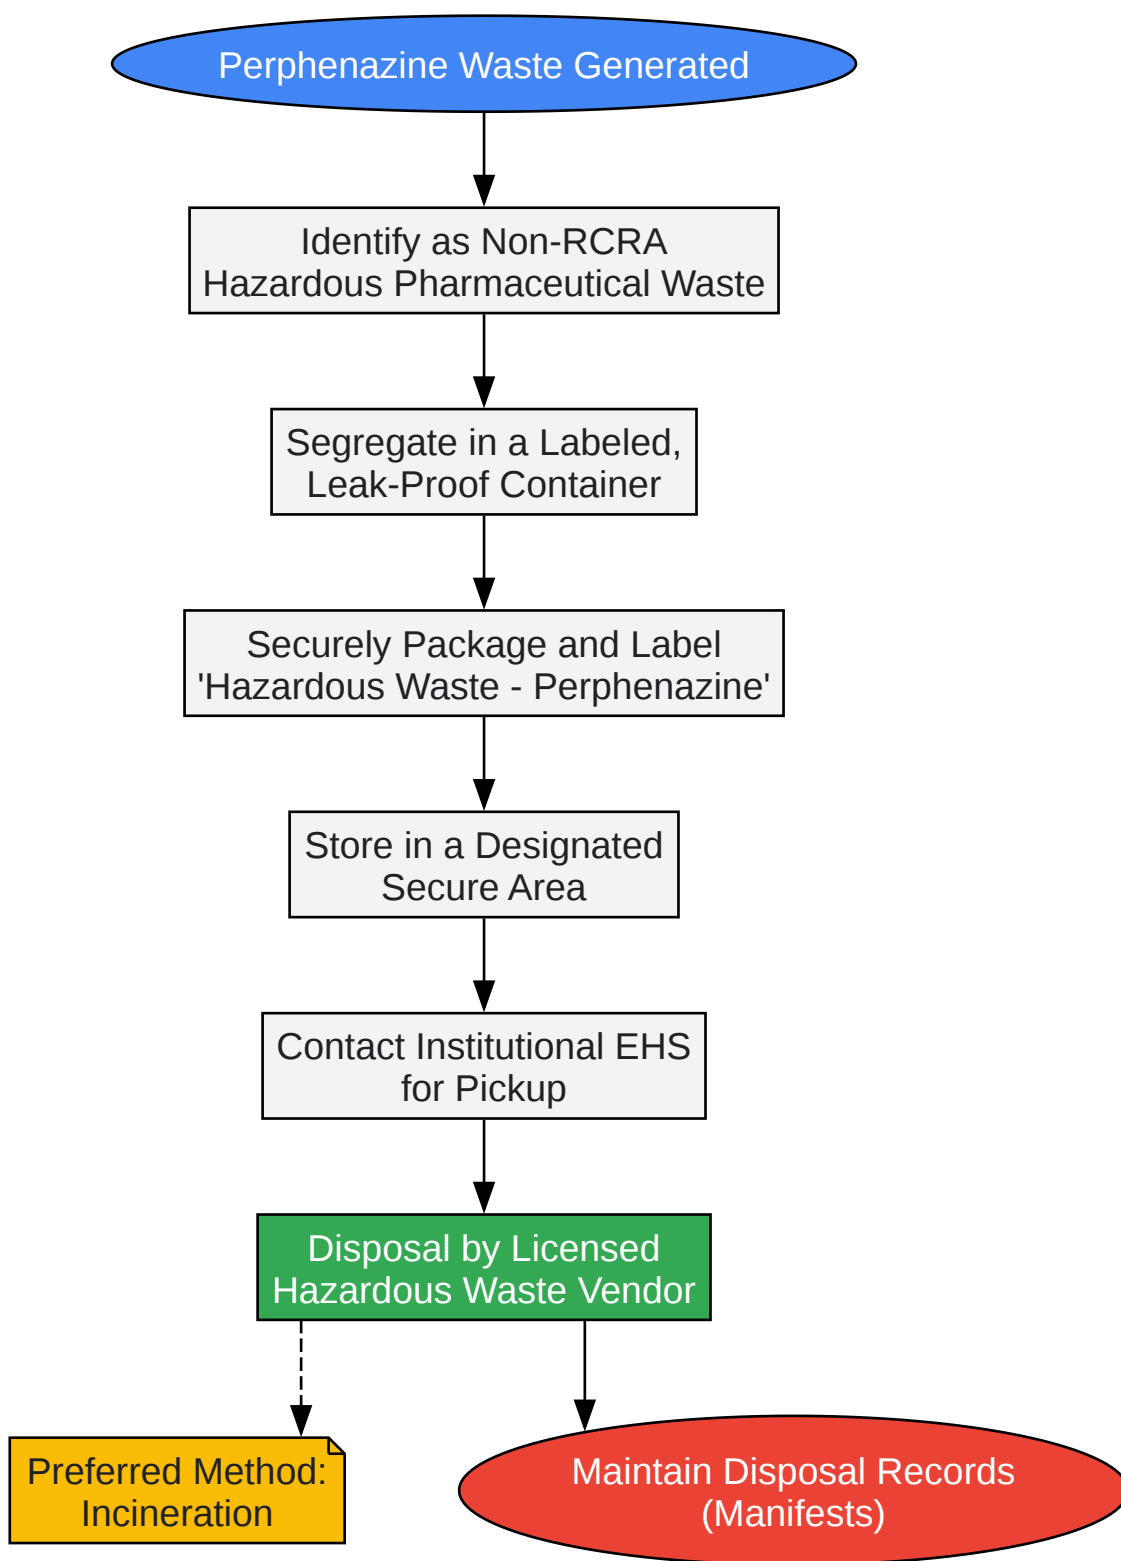 Perphenazine Waste Generated
Identify as Non-RCRA
Hazardous Pharmaceutical Waste
Segregate in a Labeled,
Leak-Proof Container
Securely Package and Label
'Hazardous Waste - Perphenazine'
Store in a Designated
Secure Area
Contact Institutional EHS
for Pickup
Disposal by Licensed
Hazardous Waste Vendor
Preferred Method:
Incineration
Maintain Disposal Records
(Manifests)